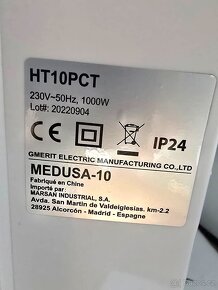 HT10PCT
230V~50Hz, 1000W
Lot#: 20220904
CE IP24
GMERIT ELECTRIC MANUFACTURING CO.,LTD
MEDUSA-10
Fabriqué en Chine
Importé par
MARSAN INDUSTRIAL, S.A.
Avda. San Martin de Valdeiglesias. km-2.2
28925 Alcorcón - Madrid - Espagne